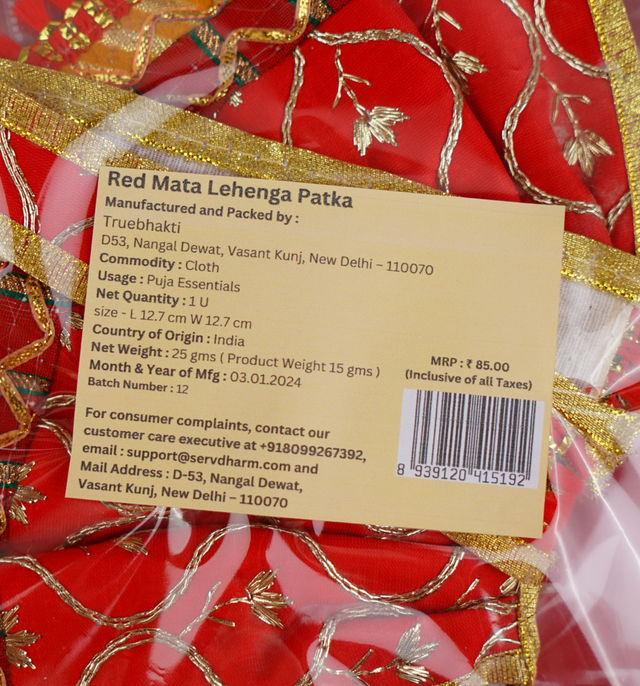 Red Mata Lehenga Patka
Manufactured and Packed by :
Truebhakti
D53, Nangal Dewat, Vasant Kunj, New Delhi – 110070
Commodity : Cloth
Usage : Puja Essentials
Net Quantity : 1 U
size - L 12.7 cm W 12.7 cm
Country of Origin : India
Net Weight : 25 gms ( Product Weight 15 gms )
Month & Year of Mfg : 03.01.2024
Batch Number : 12
For consumer complaints, contact our
customer care executive at +918099267392,
email : support@servdharm.com and
Mail Address : D-53, Nangal Dewat,
Vasant Kunj, New Delhi – 110070
MRP : ₹ 85.00
(Inclusive of all Taxes)
8 939120 415192